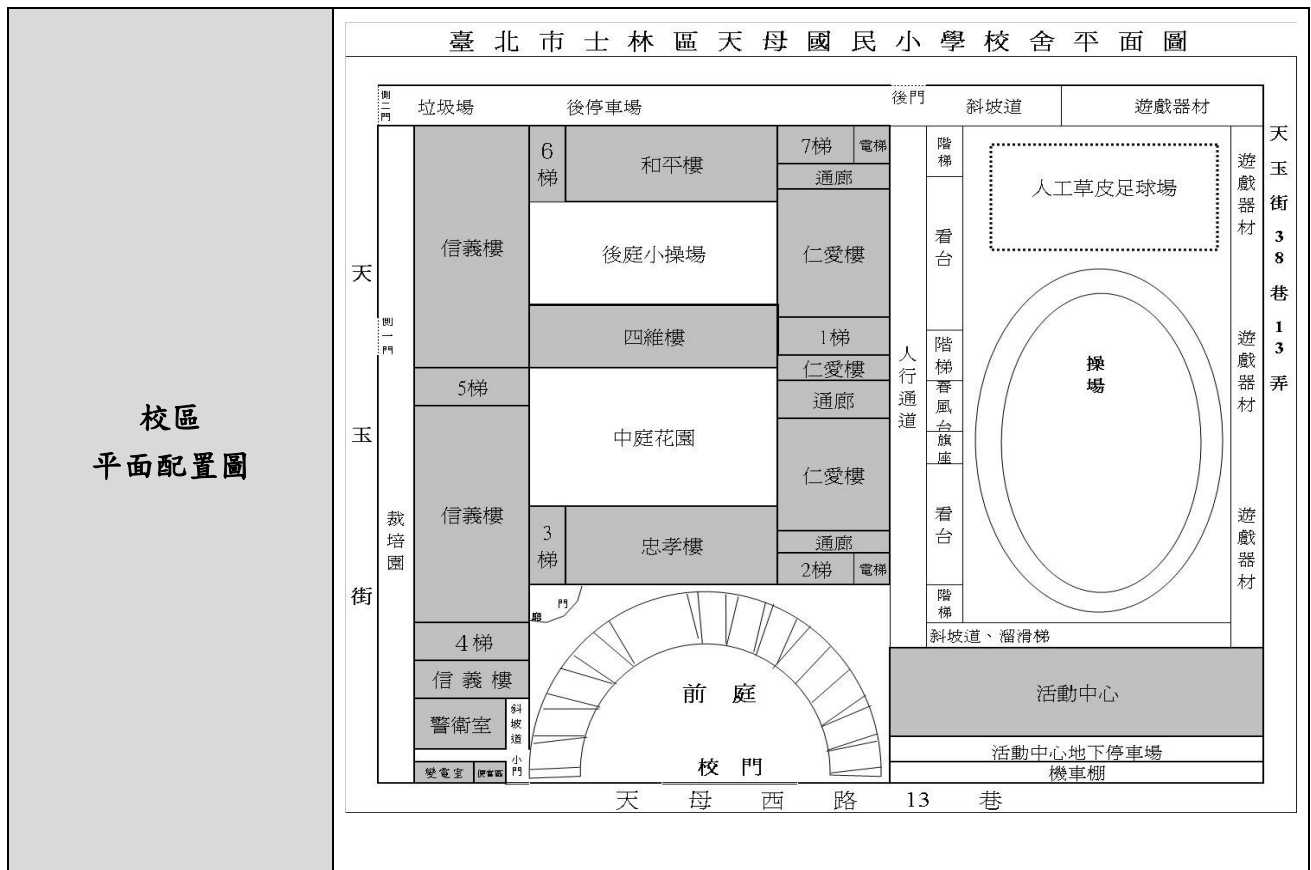 校區
平面配置圖
臺北市士林區天母國民小學校舍平面圖
側二門
垃圾場
後停車場
後門
斜坡道
遊戲器材
6梯
和平樓
7梯
電梯
通廊
階梯
人工草皮足球場
遊戲器材
天玉街38巷13弄
信義樓
後庭小操場
仁愛樓
看台
天玉街
側一門
四維樓
1梯
仁愛樓
人行通道
階梯
操場
遊戲器材
5梯
通廊
春風台
旗座
中庭花園
仁愛樓
栽培園
信義樓
3梯
忠孝樓
通廊
2梯
電梯
看台
遊戲器材
門廳
階梯
4梯
斜坡道、溜滑梯
信義樓
前庭
活動中心
警衛室
斜坡道
活動中心地下停車場
變電室
小門
校門
機車棚
天母西路13巷